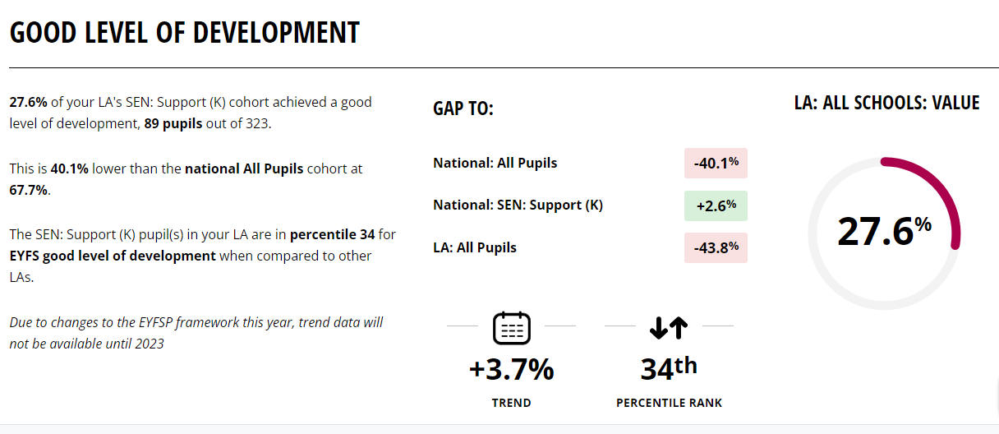 GOOD LEVEL OF DEVELOPMENT
27.6% of your LA's SEN: Support (K) cohort achieved a good
level of development, 89 pupils out of 323.
This is 40.1% lower than the national All Pupils cohort at
67.7%.
The SEN: Support (K) pupil(s) in your LA are in percentile 34 for
EYFS good level of development when compared to other
LAs.
Due to changes to the EYFSP framework this year, trend data will
not be available until 2023
GAP TO:
National: All Pupils -40.1%
National: SEN: Support (K) +2.6%
LA: All Pupils -43.8%
+3.7%
TREND
34th
PERCENTILE RANK
LA: ALL SCHOOLS: VALUE
27.6%